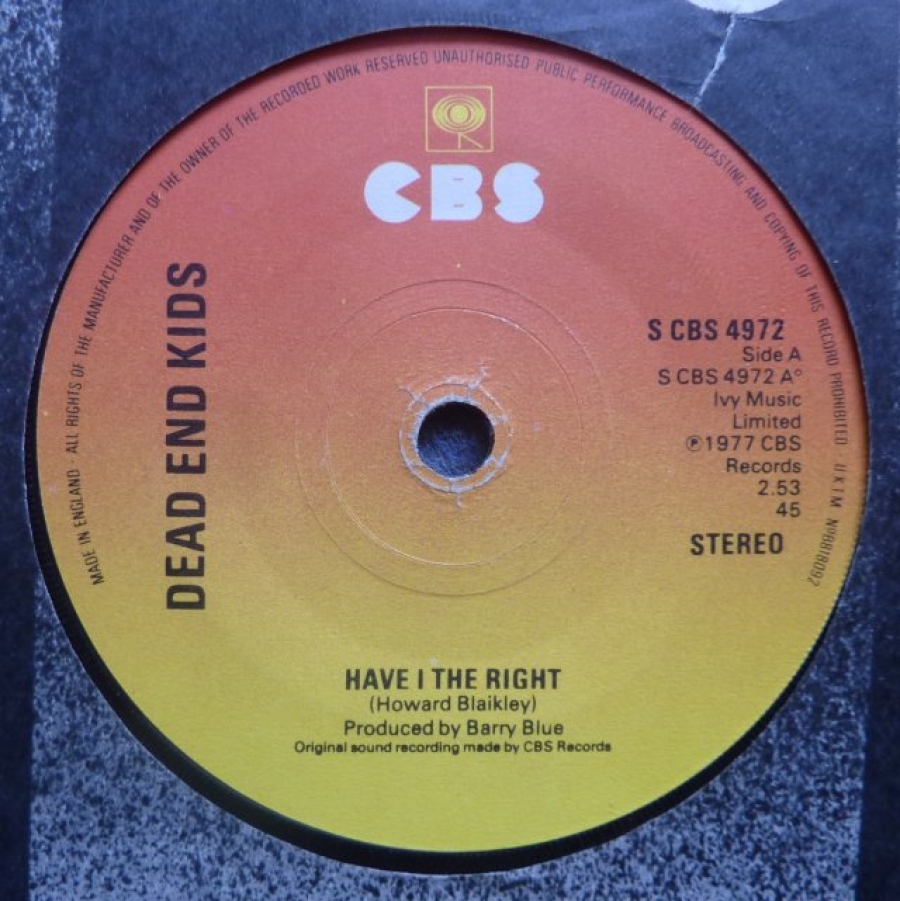 MADE IN ENGLAND · ALL RIGHTS OF THE MANUFACTURER AND OF THE OWNER OF THE RECORDED WORK RESERVED UNAUTHORISED PUBLIC PERFORMANCE BROADCASTING AND COPYING OF THIS RECORD PROHIBITED · U K I M Nº8818092
CBS
DEAD END KIDS
S CBS 4972
Side A
S CBS 4972 A°
Ivy Music
Limited
℗1977 CBS
Records
2.53
45
STEREO
HAVE I THE RIGHT
(Howard Blaikley)
Produced by Barry Blue
Original sound recording made by CBS Records